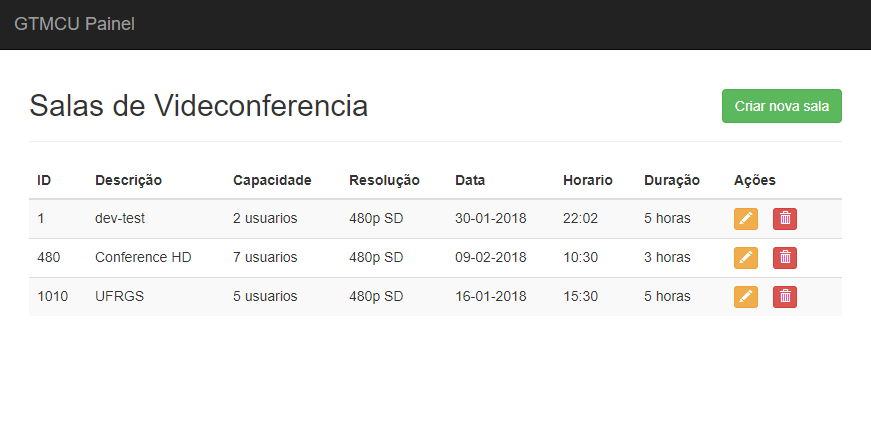 GTMCU Painel
Salas de Videconferencia
Criar nova sala
ID Descrição Capacidade Resolução Data Horario Duração Ações
1 dev-test 2 usuarios 480p SD 30-01-2018 22:02 5 horas
480 Conference HD 7 usuarios 480p SD 09-02-2018 10:30 3 horas
1010 UFRGS 5 usuarios 480p SD 16-01-2018 15:30 5 horas